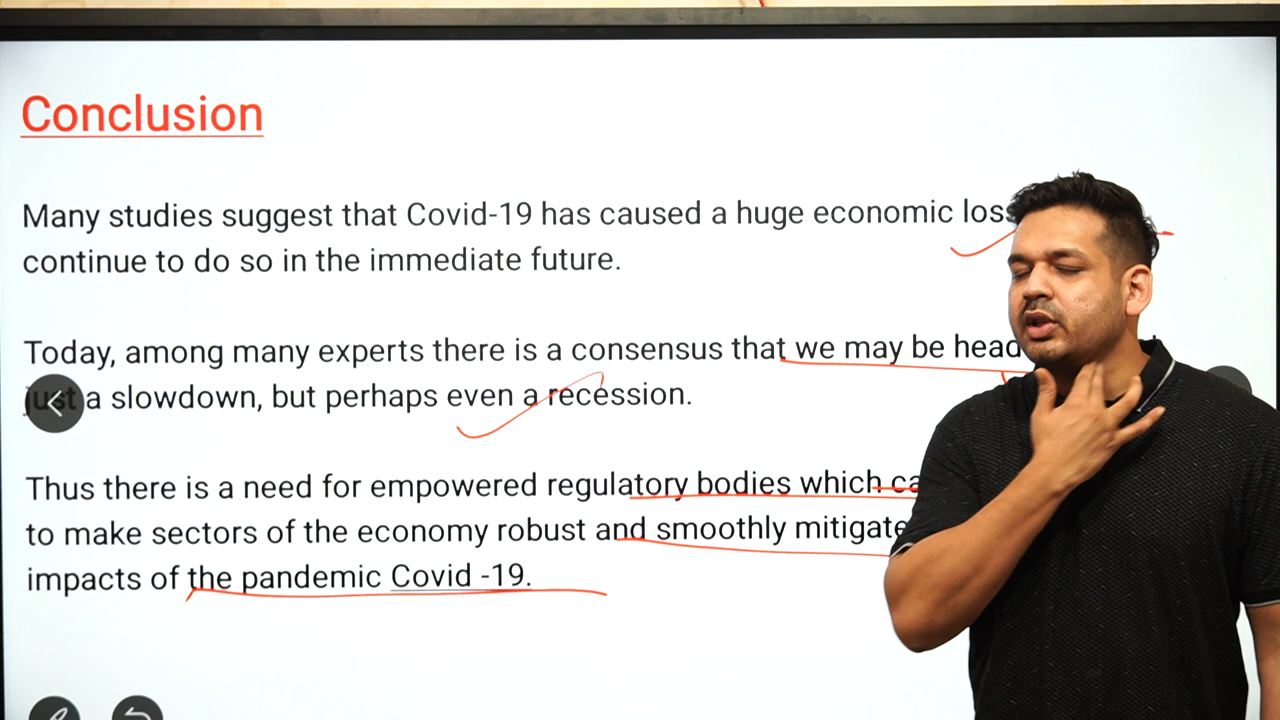 Conclusion
Many studies suggest that Covid-19 has caused a huge economic loss
continue to do so in the immediate future.
Today, among many experts there is a consensus that we may be
just a slowdown, but perhaps even a recession.
Thus there is a need for empowered regulatory bodies which
to make sectors of the economy robust and smoothly mitigate
impacts of the pandemic Covid -19.